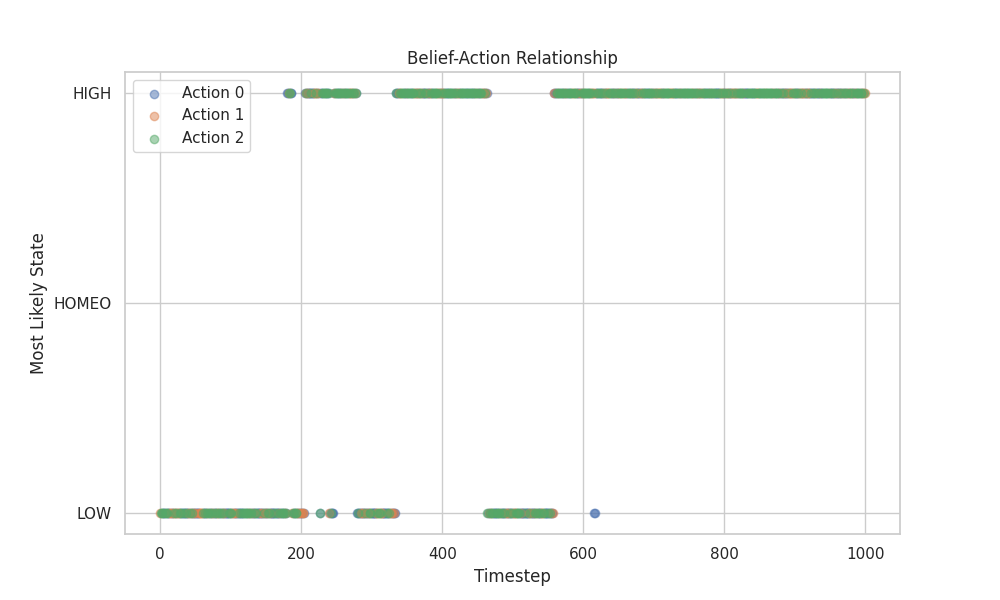 Belief-Action Relationship
HIGH
Action 0
Action 1
Action 2
Most Likely State
HOMEO
LOW
0
200
400
600
800
1000
Timestep